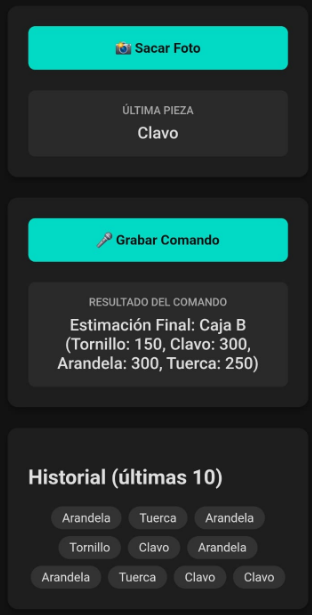 📸 Sacar Foto
ÚLTIMA PIEZA
Clavo
🎤 Grabar Comando
RESULTADO DEL COMANDO
Estimación Final: Caja B
(Tornillo: 150, Clavo: 300,
Arandela: 300, Tuerca: 250)
Historial (últimas 10)
Arandela Tuerca Arandela
Tornillo Clavo Arandela
Arandela Tuerca Clavo Clavo